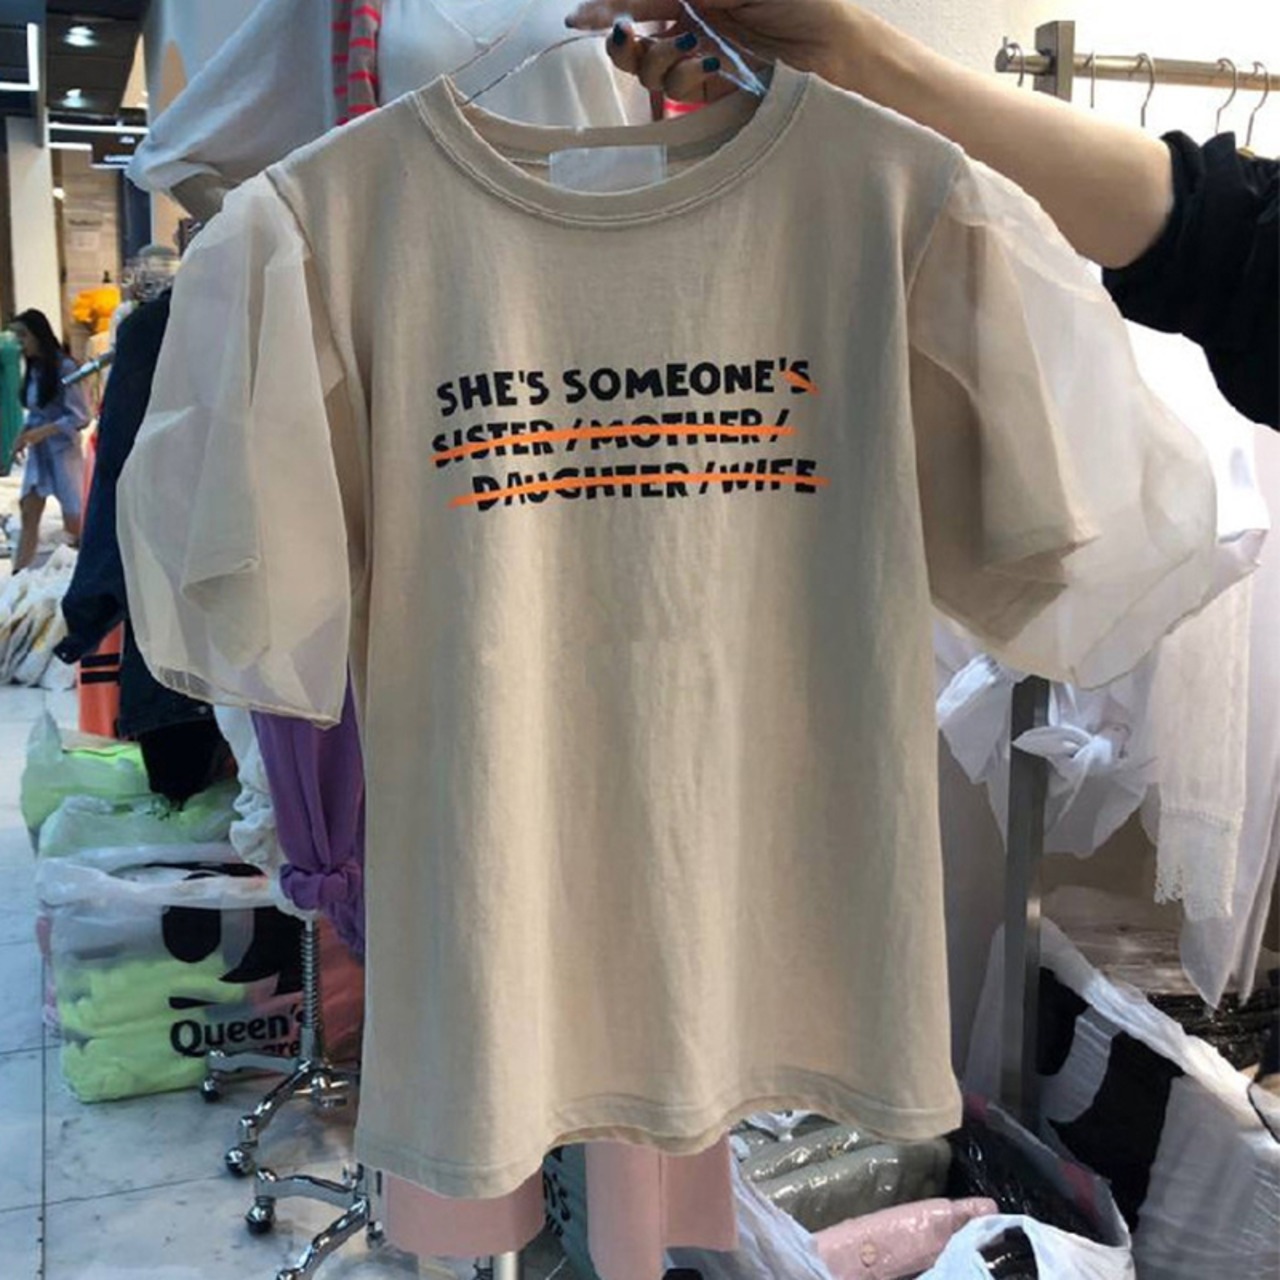 SHE'S SOMEONE'S
SISTER / MOTHER /
DAUGHTER / WIFE
Queen's